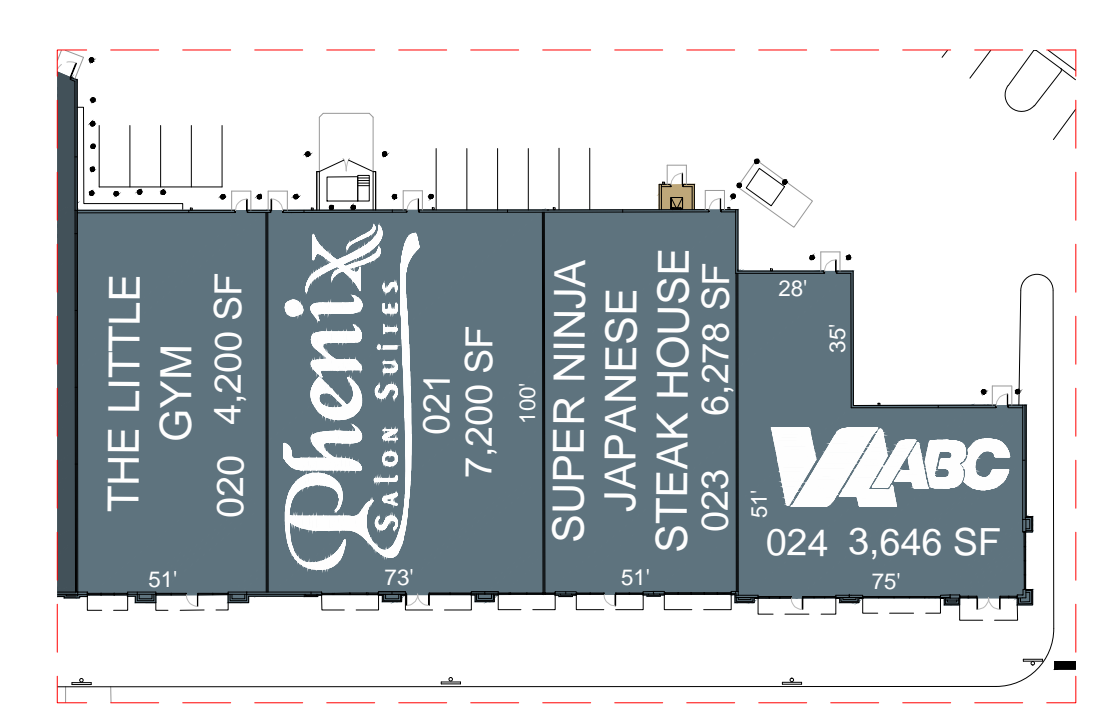 THE LITTLE
GYM
020 4,200 SF
51'
Phenix
Salon Suites
021
7,200 SF
100'
73'
SUPER NINJA
JAPANESE
STEAK HOUSE
023 6,278 SF
51'
28'
35'
VA ABC
51'
024 3,646 SF
75'